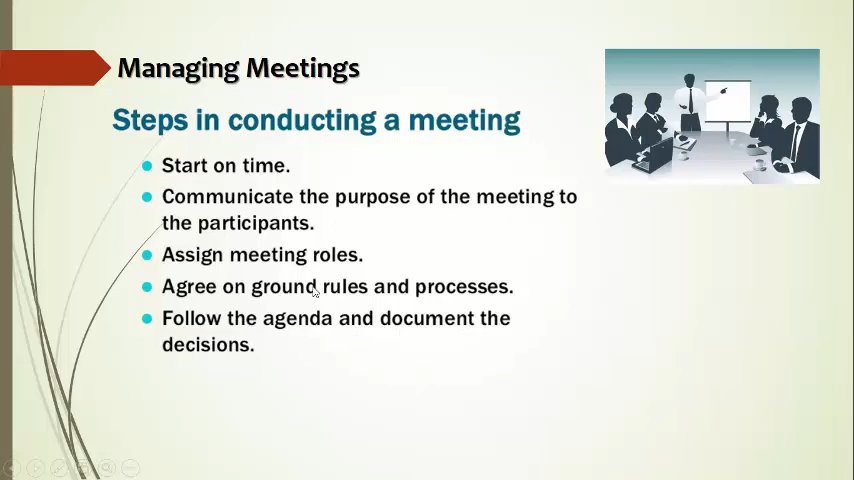 Managing Meetings
Steps in conducting a meeting
Start on time.
Communicate the purpose of the meeting to
the participants.
Assign meeting roles.
Agree on ground rules and processes.
Follow the agenda and document the
decisions.